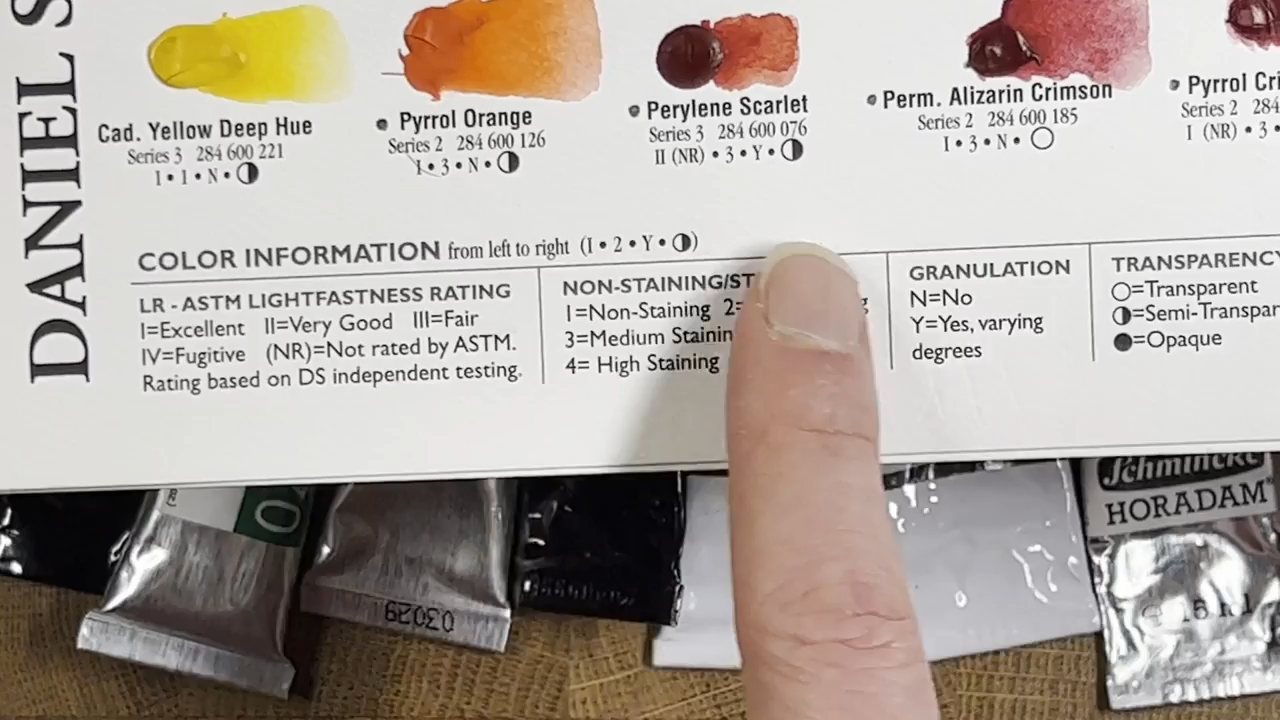 DANIEL S
Cad. Yellow Deep Hue
Series 3 284 600 221
I • 1 • N • ◑
Pyrrol Orange
Series 2 284 600 126
I • 3 • N • ◑
Perylene Scarlet
Series 3 284 600 076
II (NR) • 3 • Y • ◑
Perm. Alizarin Crimson
Series 2 284 600 185
I • 3 • N • ○
Pyrrol Cri
Series 2 284
I (NR) • 3 •
COLOR INFORMATION from left to right (I • 2 • Y • ◑)
LR - ASTM LIGHTFASTNESS RATING
I=Excellent II=Very Good III=Fair
IV=Fugitive (NR)=Not rated by ASTM.
Rating based on DS independent testing.
NON-STAINING/ST
1=Non-Staining 2= g
3=Medium Stainin
4= High Staining
GRANULATION
N=No
Y=Yes, varying
degrees
TRANSPARENCY
○=Transparent
◑=Semi-Transpar
●=Opaque
Schmincke
HORADAM
15 ml
03029